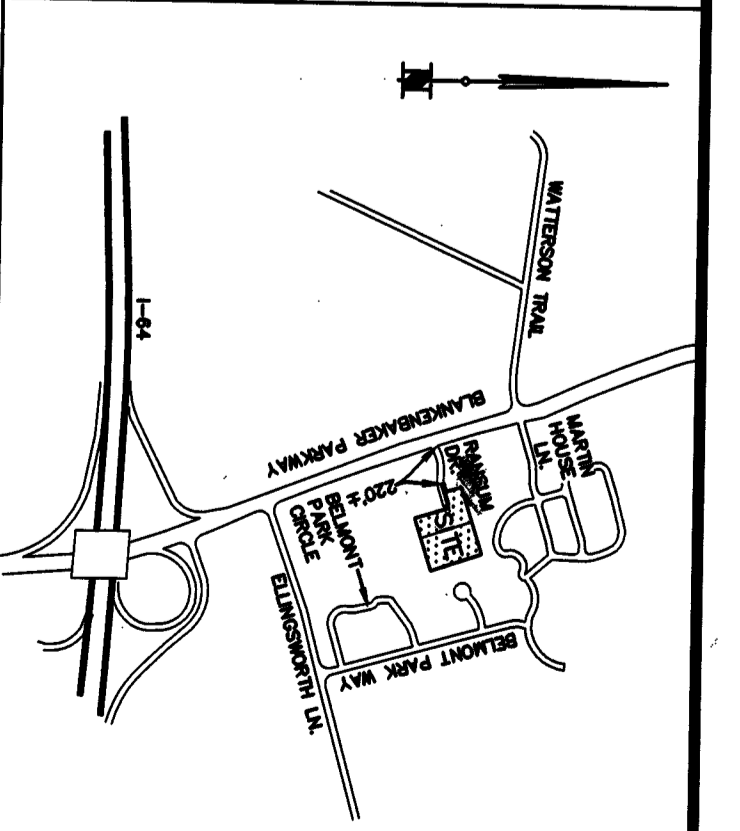 N
WATTERSON TRAIL
I-64
BLANKENBAKER PARKWAY
MARTIN
HOUSE
LN.
RANSUM
DR.
SITE
220'
±
BELMONT
PARK
CIRCLE
ELLINGSWORTH LN.
BELMONT PARK WAY